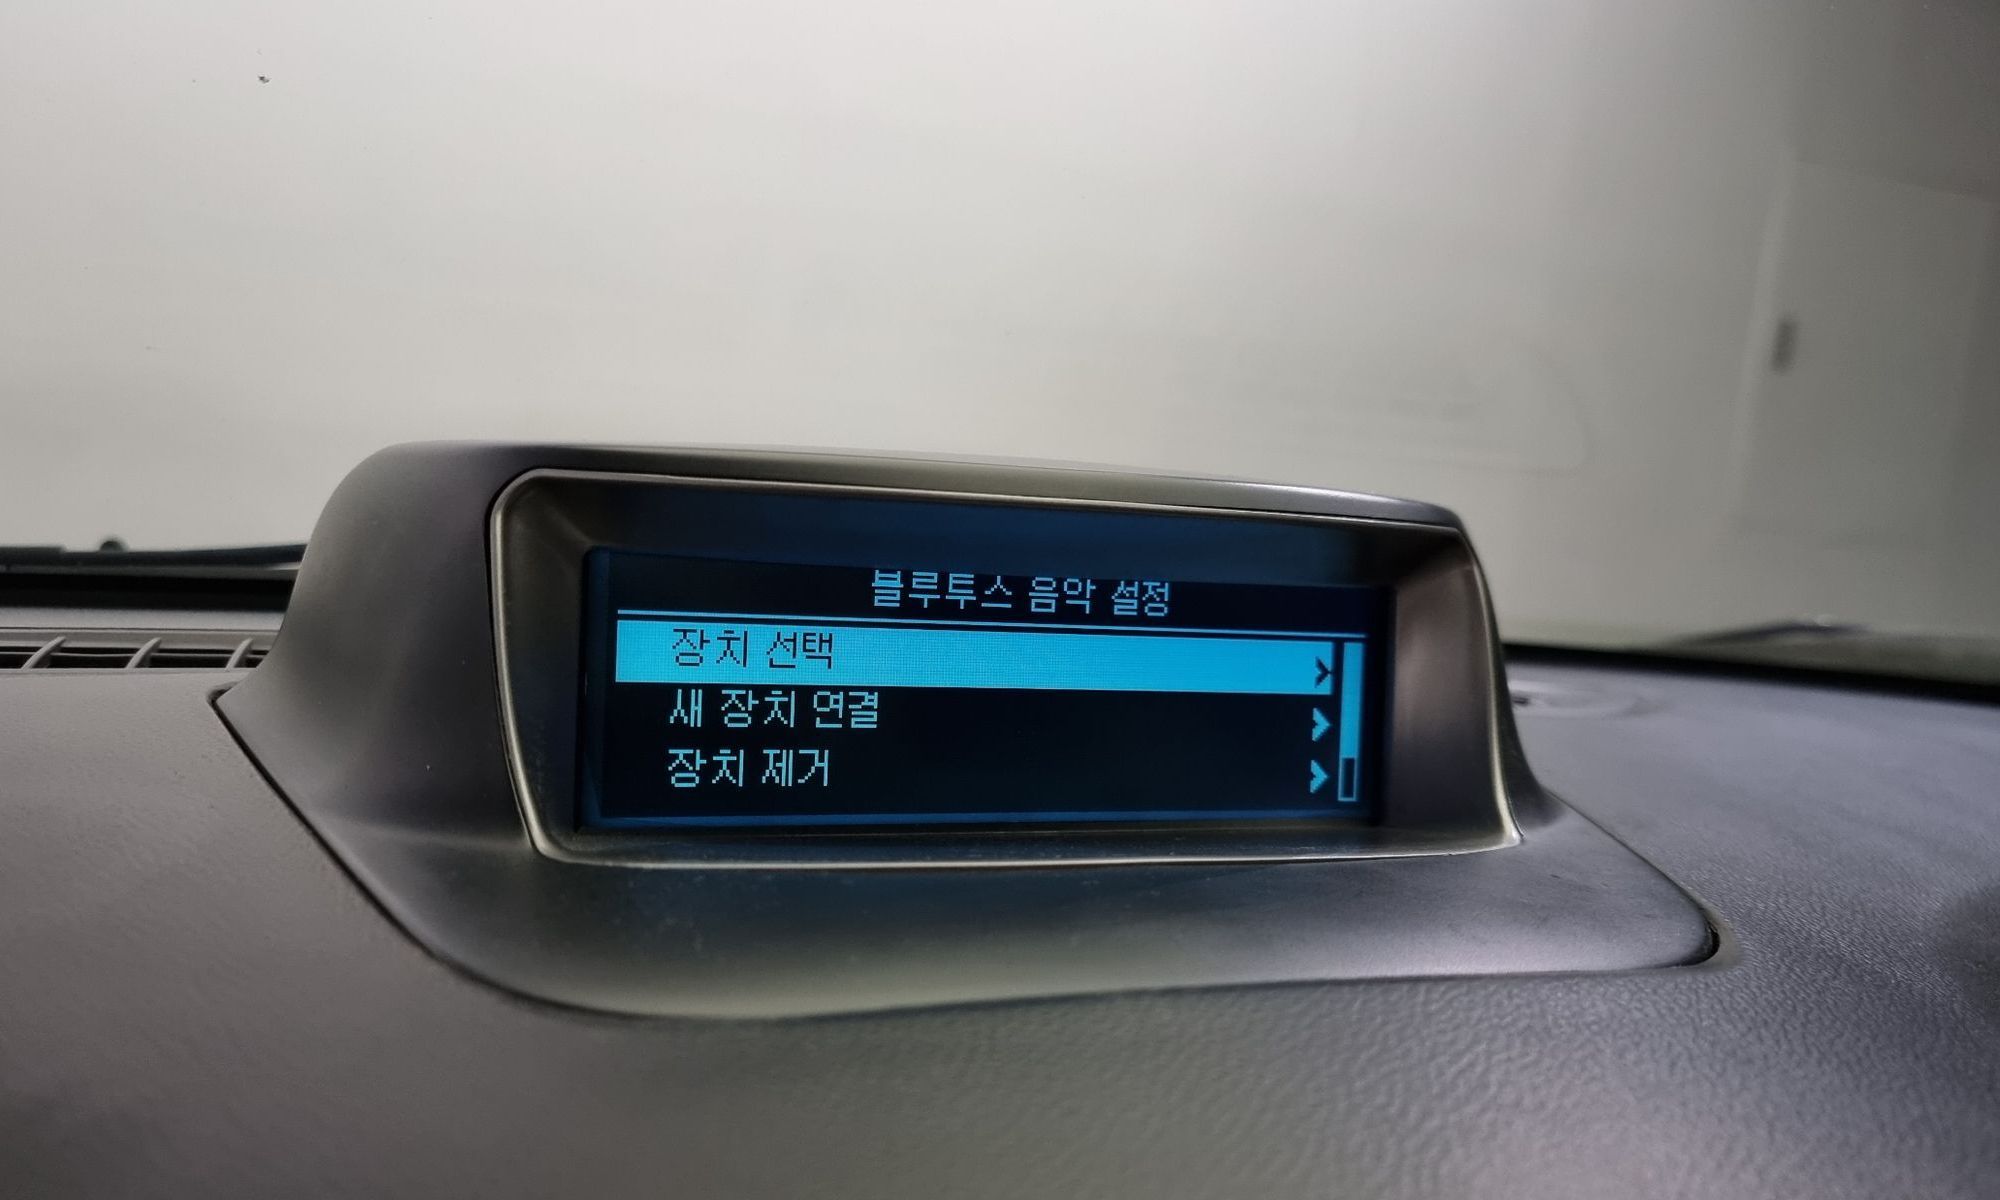 블루투스 음악 설정
장치 선택
새 장치 연결
장치 제거